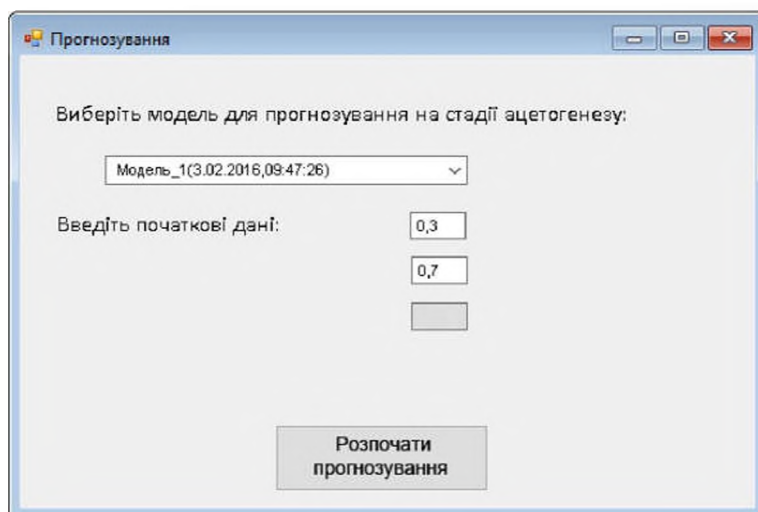 Прогнозування
Виберіть модель для прогнозування на стадії ацетогенезу:
Модель_1(3.02.2016,09:47:26)
Введіть початкові дані:
0,3
0,7
Розпочати
прогнозування